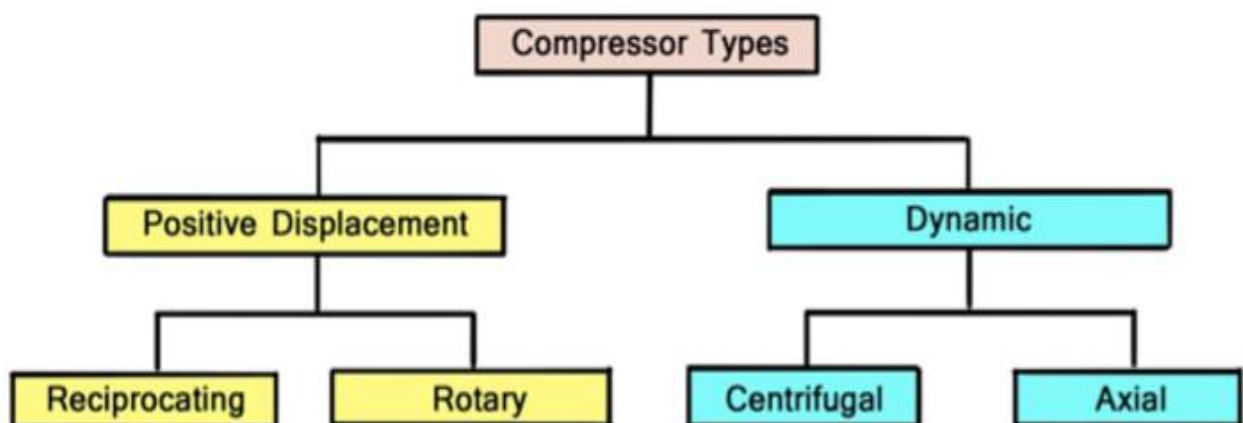 Compressor Types
Positive Displacement
Dynamic
Reciprocating
Rotary
Centrifugal
Axial